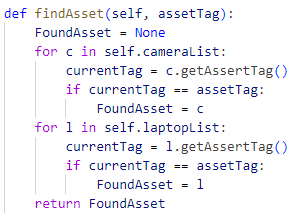 def findAsset(self, assetTag):
    FoundAsset = None
    for c in self.cameraList:
        currentTag = c.getAssertTag()
        if currentTag == assetTag:
            FoundAsset = c
    for l in self.laptopList:
        currentTag = l.getAssertTag()
        if currentTag == assetTag:
            FoundAsset = l
    return FoundAsset